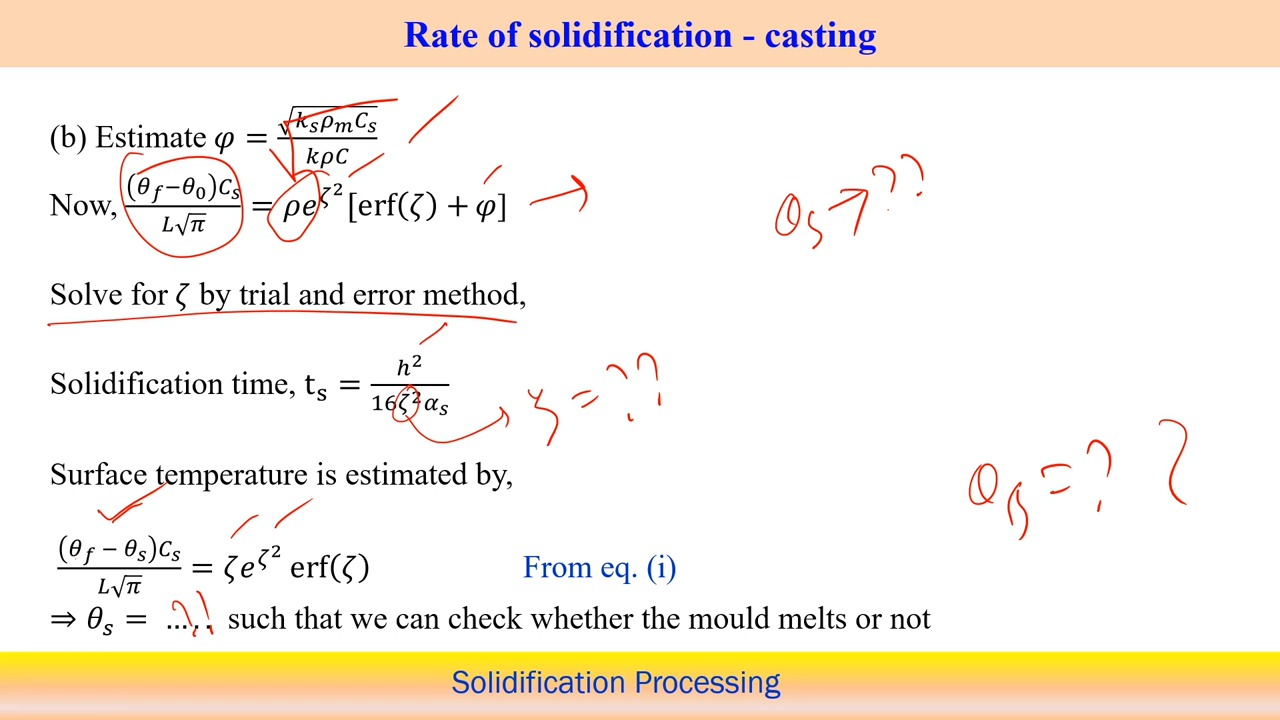 Rate of solidification - casting
(b) Estimate φ = √(k_s ρ_m C_s) / kρC
Now, (θ_f−θ_0)C_s / L√π = ρe^ζ² [erf(ζ) + φ]
θ_s → ??
Solve for ζ by trial and error method,
Solidification time, t_s = h² / 16ζ²α_s
ζ = ??
Surface temperature is estimated by,
θ_s = ?
(θ_f − θ_s)C_s / L√π = ζe^ζ² erf(ζ) From eq. (i)
⇒ θ_s = ..... ?? such that we can check whether the mould melts or not
Solidification Processing